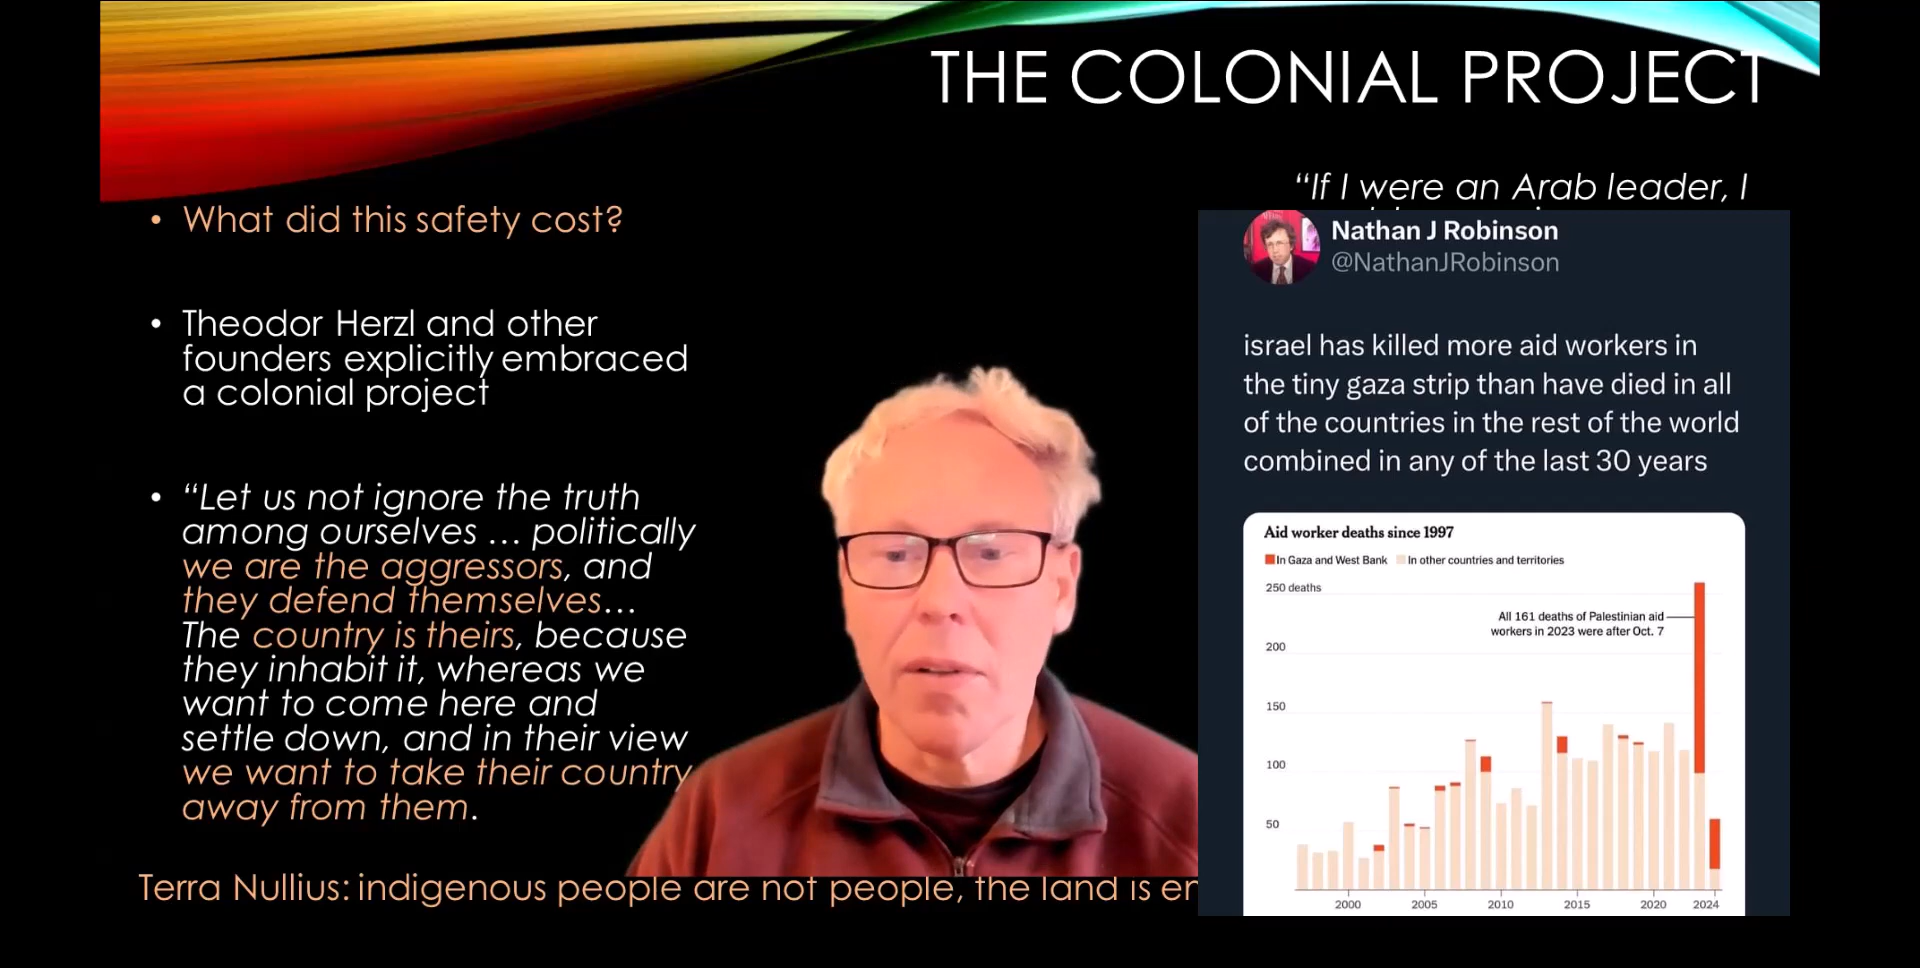 THE COLONIAL PROJECT
• What did this safety cost?
• Theodor Herzl and other
founders explicitly embraced
a colonial project
• “Let us not ignore the truth
among ourselves … politically
we are the aggressors, and
they defend themselves…
The country is theirs, because
they inhabit it, whereas we
want to come here and
settle down, and in their view
we want to take their country
away from them.
Terra Nullius: indigenous people are not people, the land is
“If I were an Arab leader, I
Nathan J Robinson
@NathanJRobinson
israel has killed more aid workers in
the tiny gaza strip than have died in all
of the countries in the rest of the world
combined in any of the last 30 years
Aid worker deaths since 1997
In Gaza and West Bank In other countries and territories
250 deaths
All 161 deaths of Palestinian aid
workers in 2023 were after Oct. 7
200
150
100
50
2000 2005 2010 2015 2020 2024